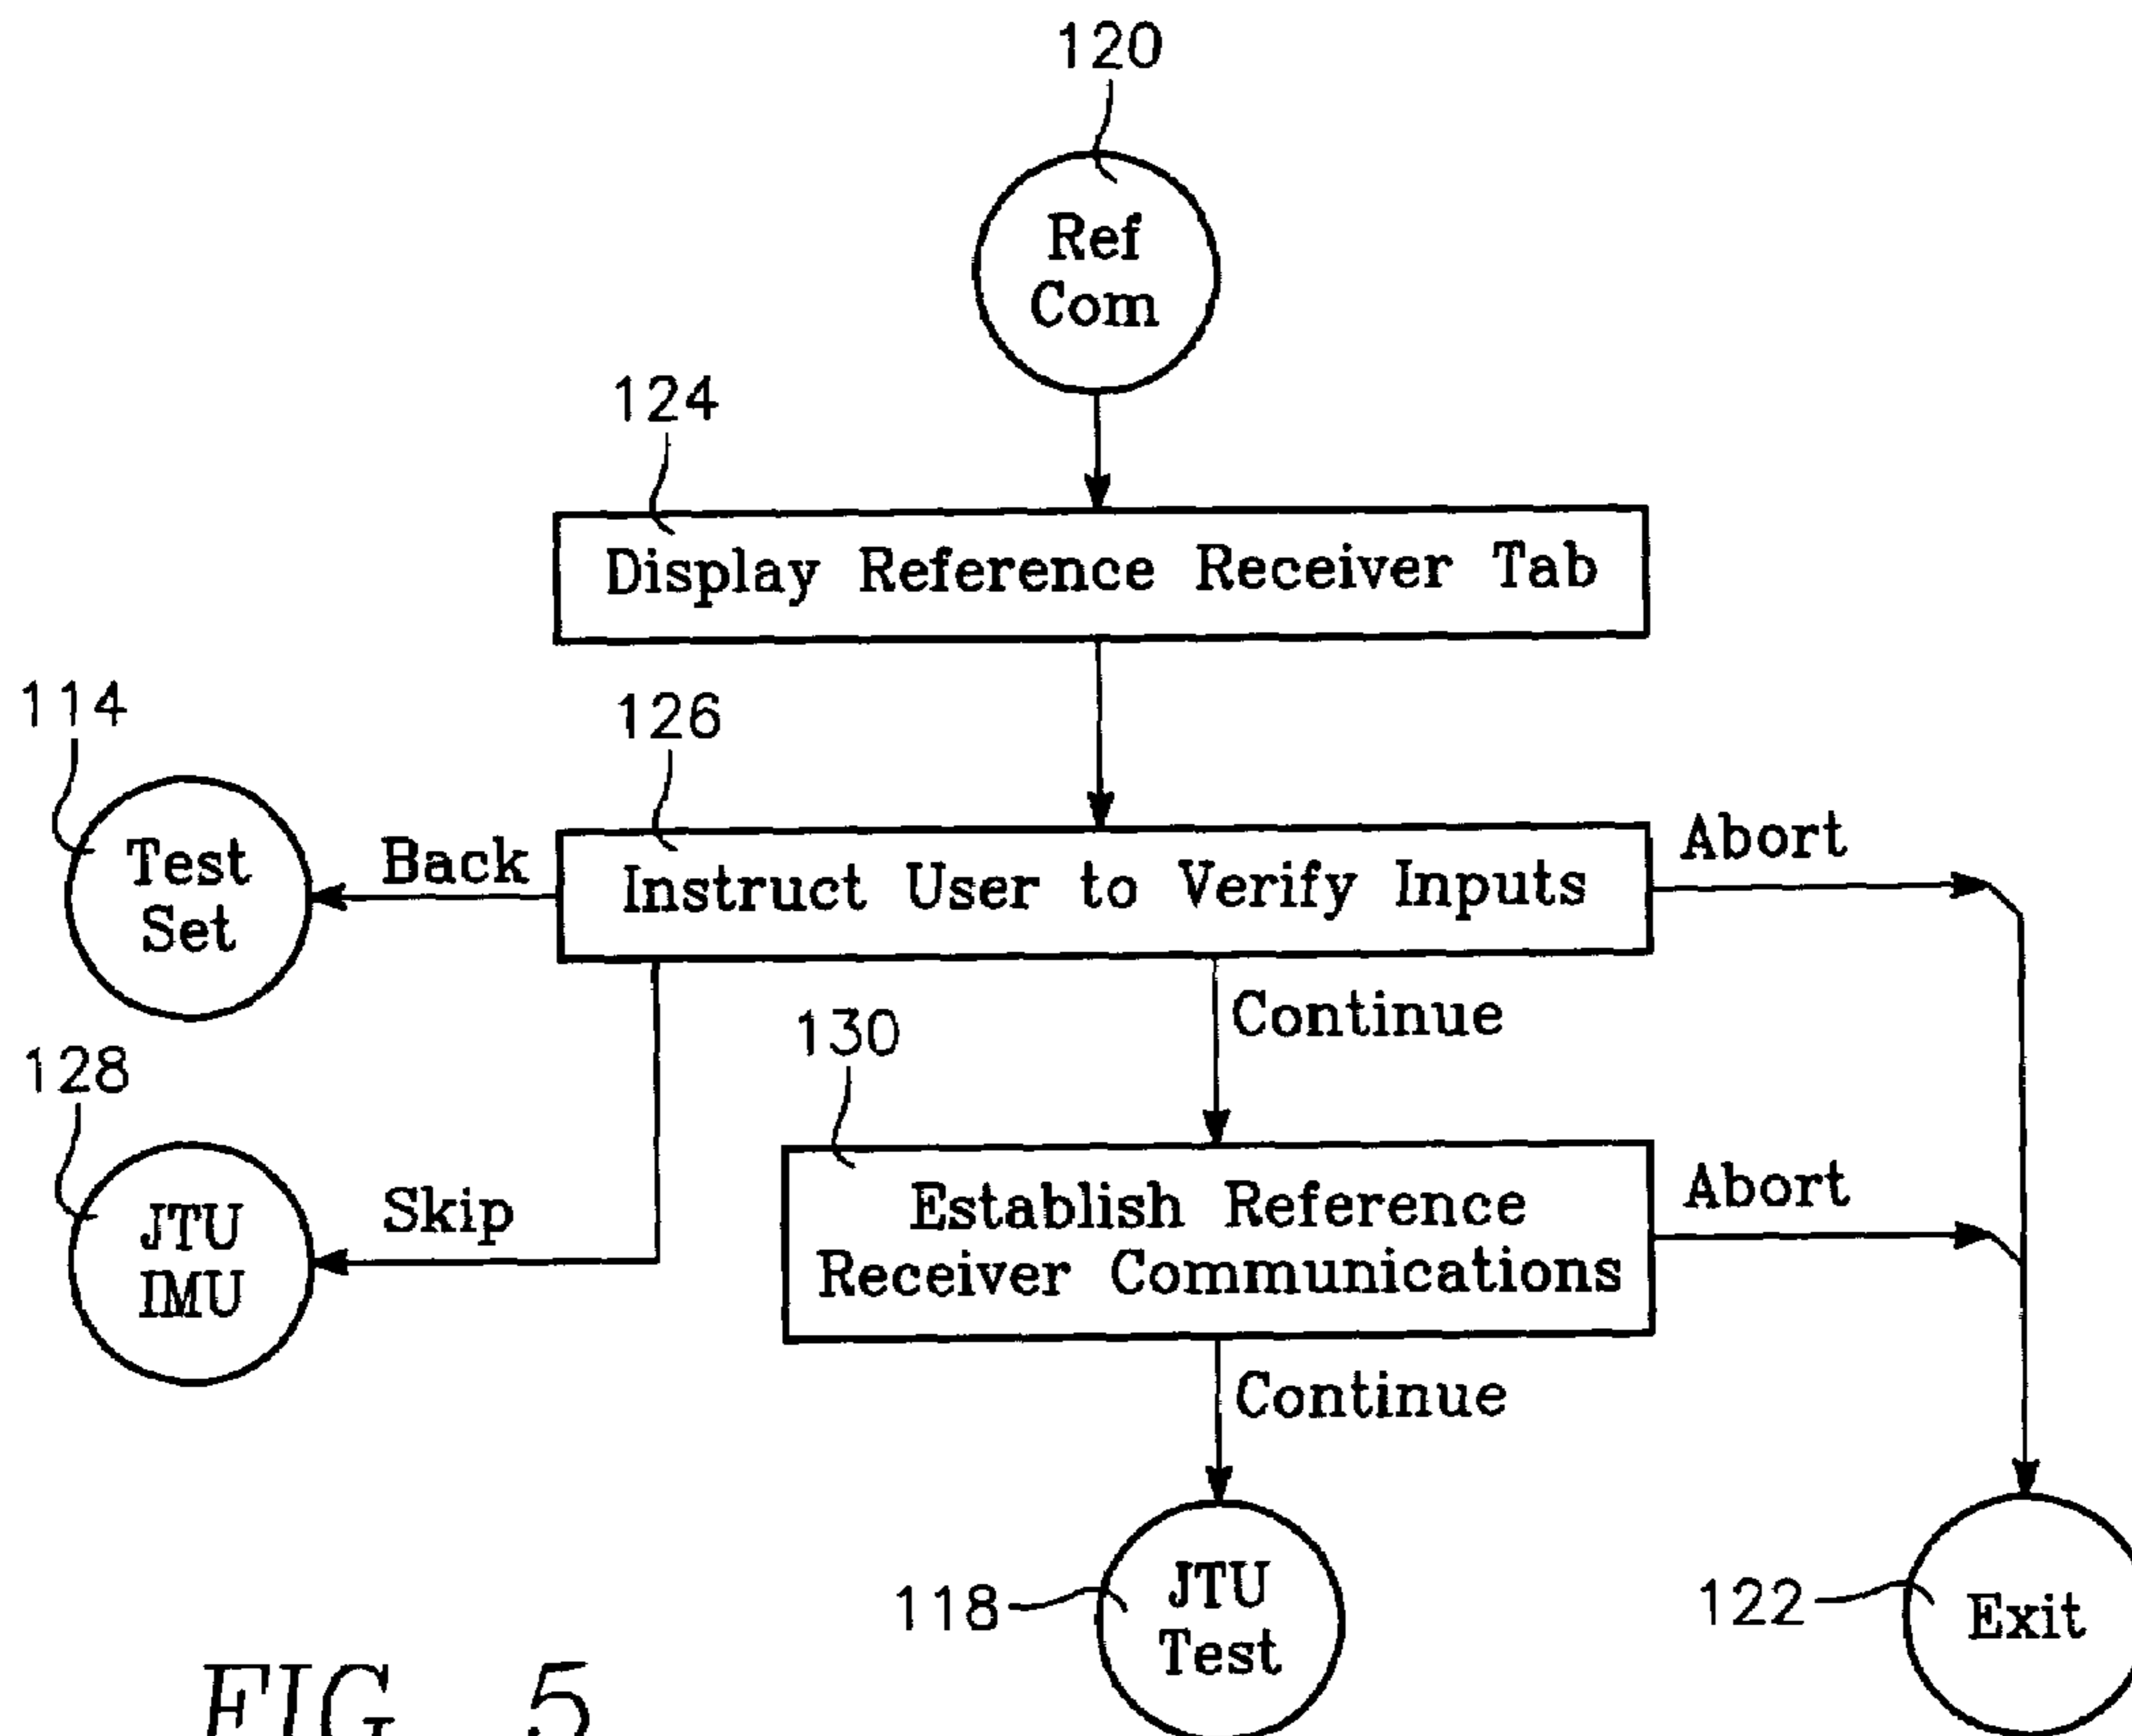 120
Ref
Com
124
Display Reference Receiver Tab
114
126
Test
Set
Back
Instruct User to Verify Inputs
Abort
Continue
128
130
JTU
IMU
Skip
Establish Reference
Receiver Communications
Abort
Continue
118
JTU
Test
122
Exit
FIG. 5